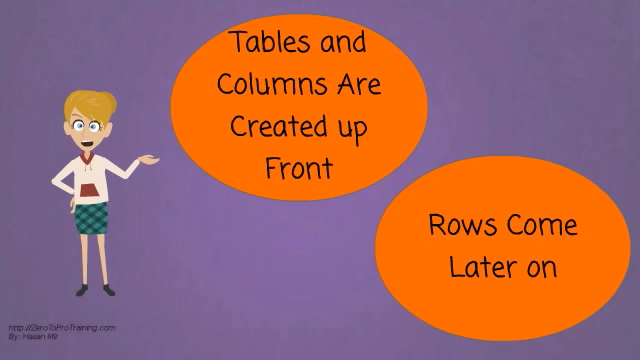 Tables and
Columns Are
Created up
Front
Rows Come
Later on
http://ZeroToProTraining.com
By: Hasan Mir